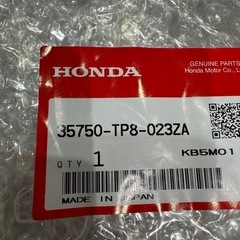 GENUINE PARTS
HONDA
Honda Motor Co., L
35750-TP8-023ZA
KB5M01
QTY 1
MADE IN JAPAN